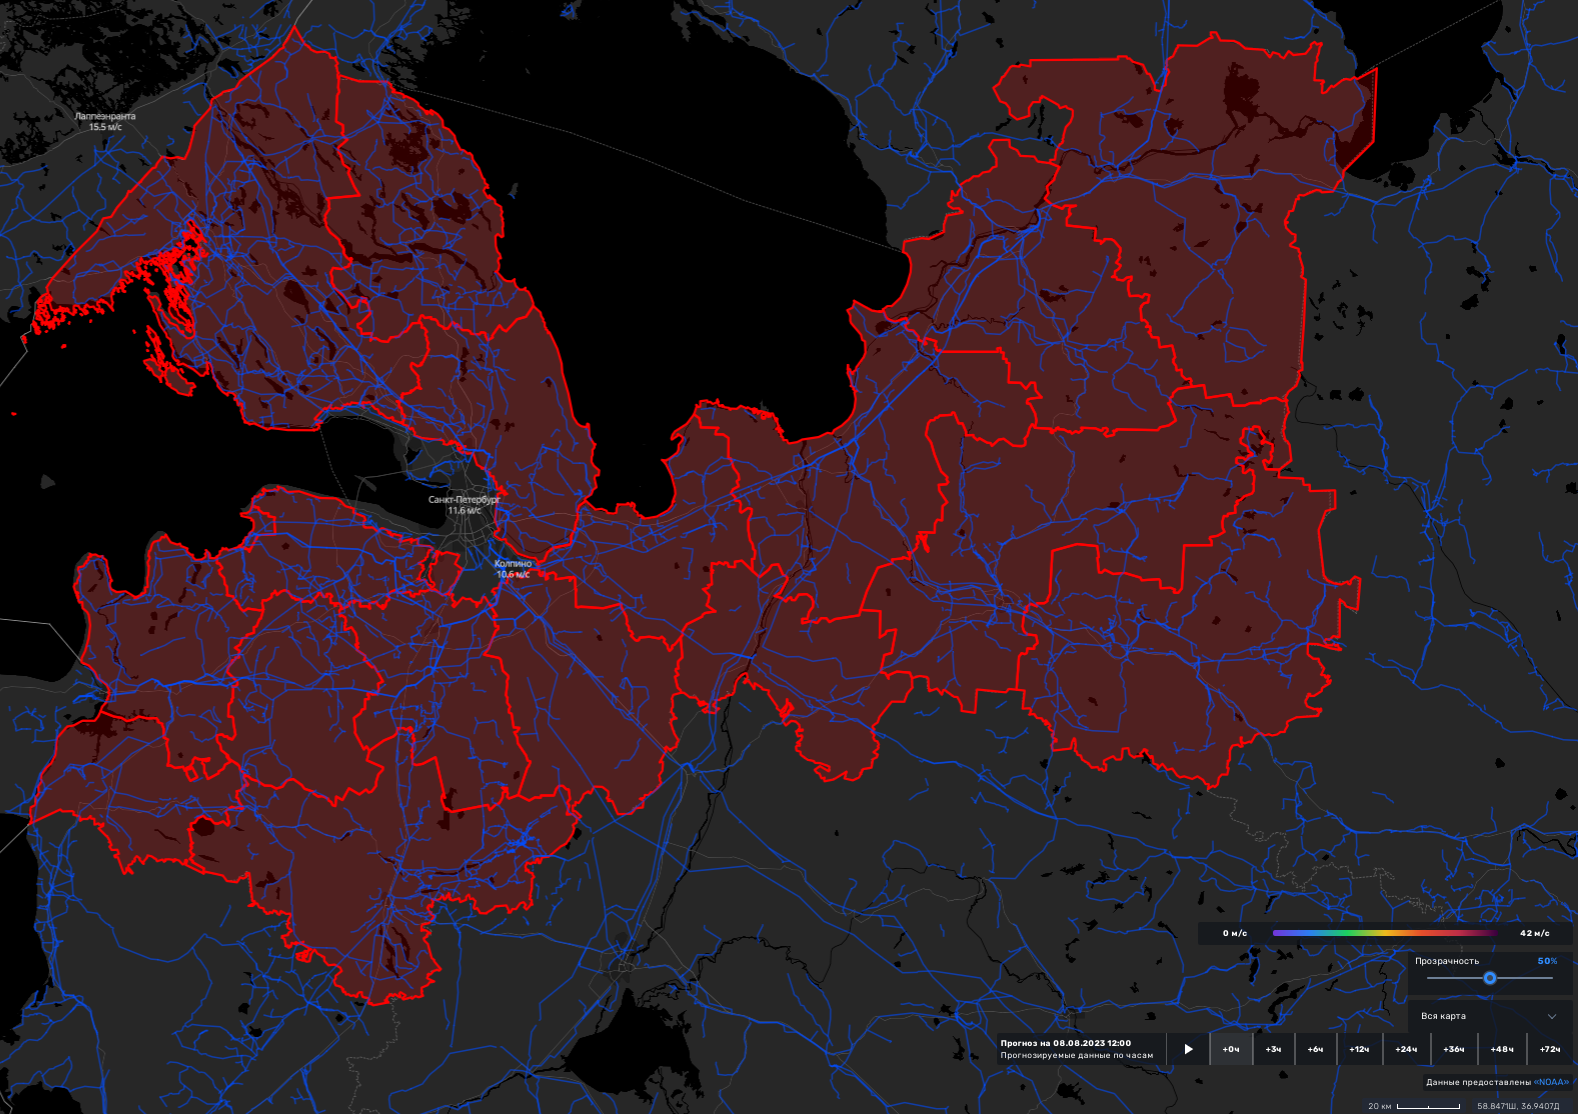 Лаппеэнранта
15.5 м/с
Санкт-Петербург
11.6 м/с
Колпино
10.6 м/с
0 м/с
42 м/с
Прозрачность 50%
Вся карта
Прогноз на 08.08.2023 12:00
Прогнозируемые данные по часам
+0ч +3ч +6ч +12ч +24ч +36ч +48ч +72ч
Данные предоставлены «NOAA»
20 км 58.8471Ш, 36.9407Д